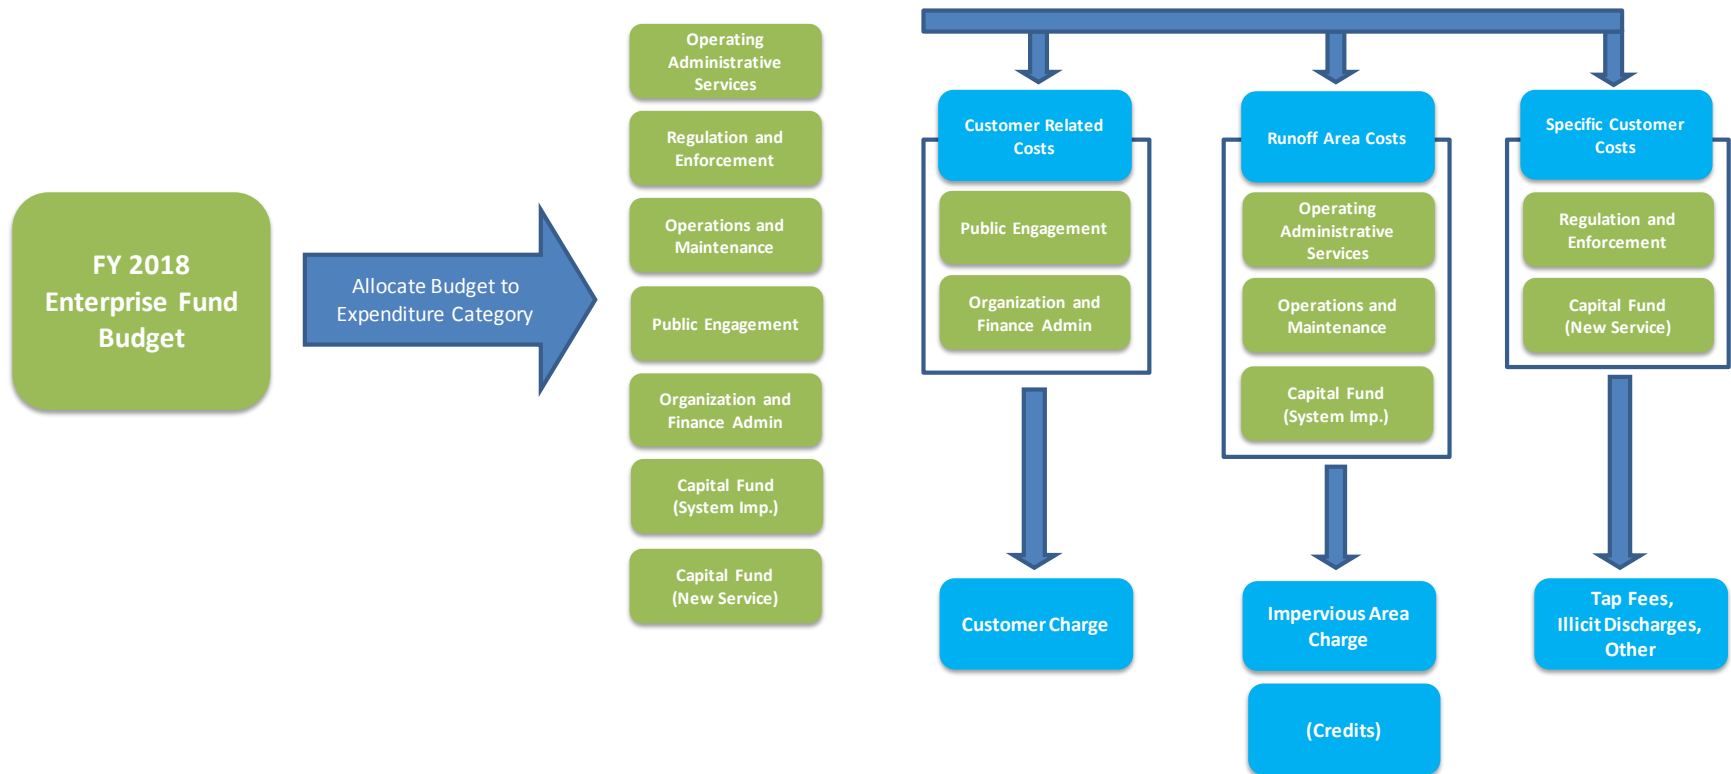 FY 2018
Enterprise Fund
Budget
Allocate Budget to
Expenditure Category
Operating
Administrative
Services
Regulation and
Enforcement
Operations and
Maintenance
Public Engagement
Organization and
Finance Admin
Capital Fund
(System Imp.)
Capital Fund
(New Service)
Customer Related
Costs
Public Engagement
Organization and
Finance Admin
Customer Charge
Runoff Area Costs
Operating
Administrative
Services
Operations and
Maintenance
Capital Fund
(System Imp.)
Impervious Area
Charge
(Credits)
Specific Customer
Costs
Regulation and
Enforcement
Capital Fund
(New Service)
Tap Fees,
Illicit Discharges,
Other